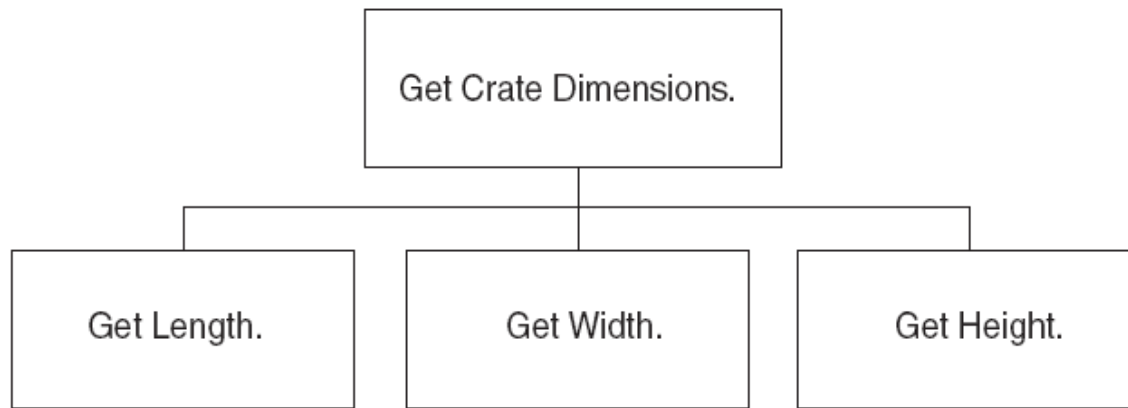 Get Crate Dimensions.
Get Length.
Get Width.
Get Height.